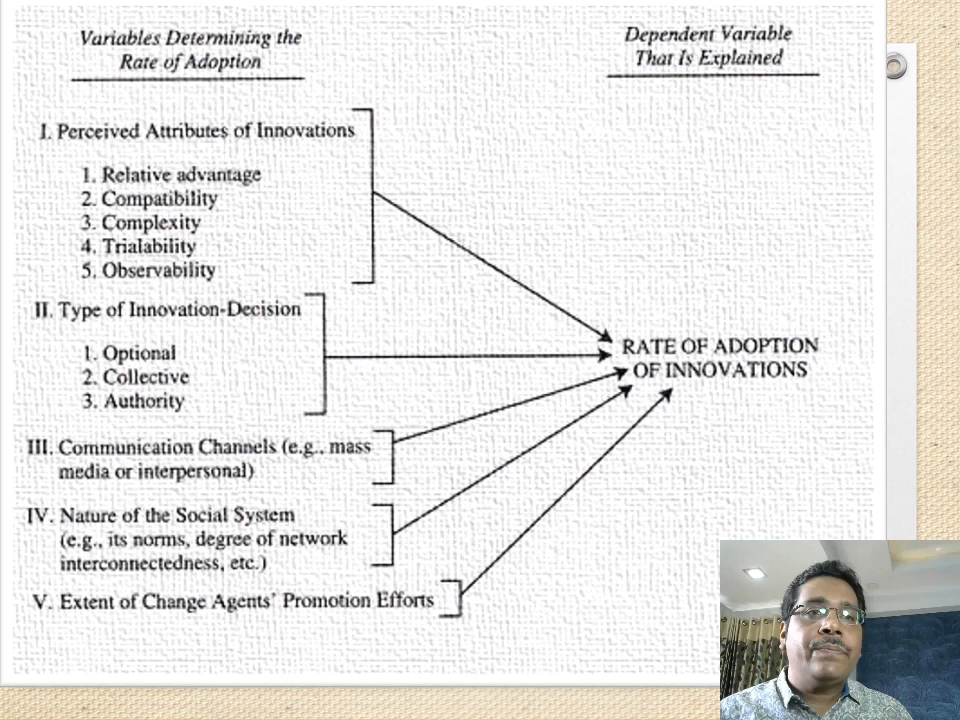 Variables Determining the
Rate of Adoption
Dependent Variable
That Is Explained
I. Perceived Attributes of Innovations
1. Relative advantage
2. Compatibility
3. Complexity
4. Trialability
5. Observability
II. Type of Innovation-Decision
1. Optional
2. Collective
3. Authority
RATE OF ADOPTION
OF INNOVATIONS
III. Communication Channels (e.g., mass
media or interpersonal)
IV. Nature of the Social System
(e.g., its norms, degree of network
interconnectedness, etc.)
V. Extent of Change Agents' Promotion Efforts